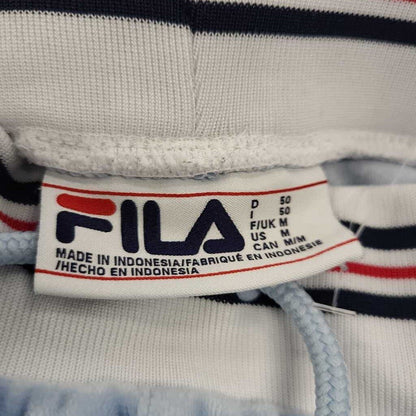 FILA
D 50
I 50
F/UK M
US M
CAN M/M
MADE IN INDONESIA/FABRIQUÉ EN INDONESIE
/HECHO EN INDONESIA